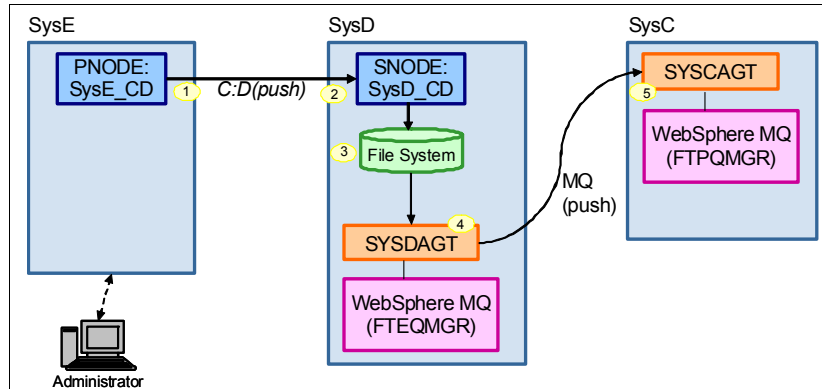 SysE
PNODE:
SysE_CD
1
C:D(push)
Administrator
SysD
2
SNODE:
SysD_CD
3
File System
4
SYSDAGT
WebSphere MQ
(FTEQMGR)
MQ
(push)
SysC
SYSCAGT
5
WebSphere MQ
(FTPQMGR)